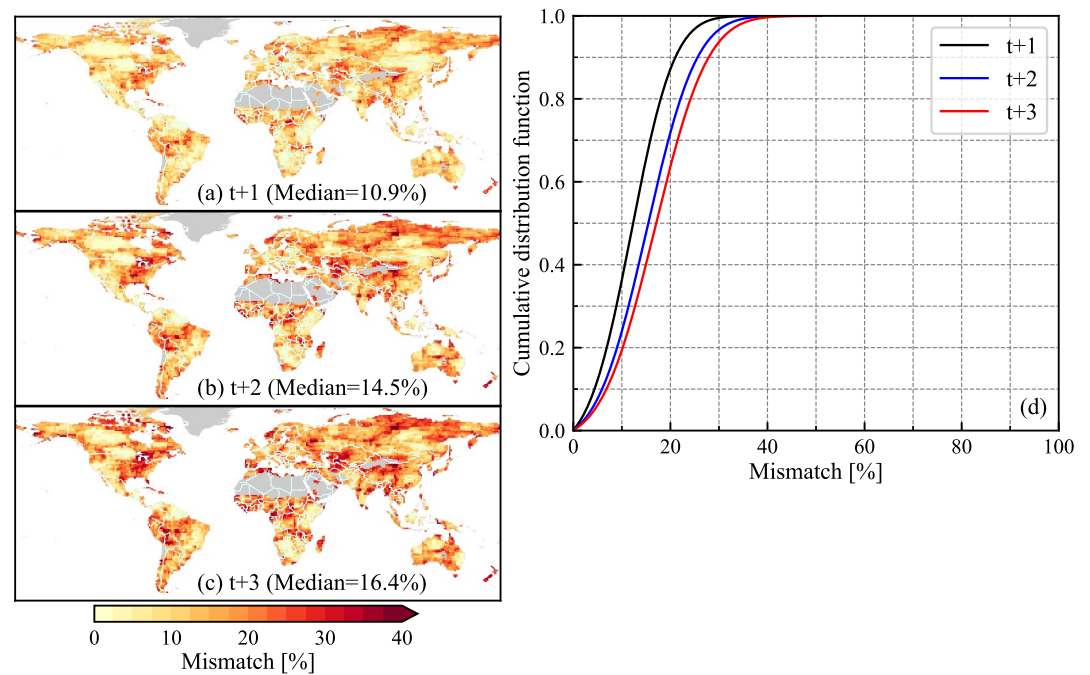 (a) t+1 (Median=10.9%)
(b) t+2 (Median=14.5%)
(c) t+3 (Median=16.4%)
0 10 20 30 40
Mismatch [%]
Cumulative distribution function
1.0
0.8
0.6
0.4
0.2
0.0
t+1
t+2
t+3
(d)
0 20 40 60 80 100
Mismatch [%]